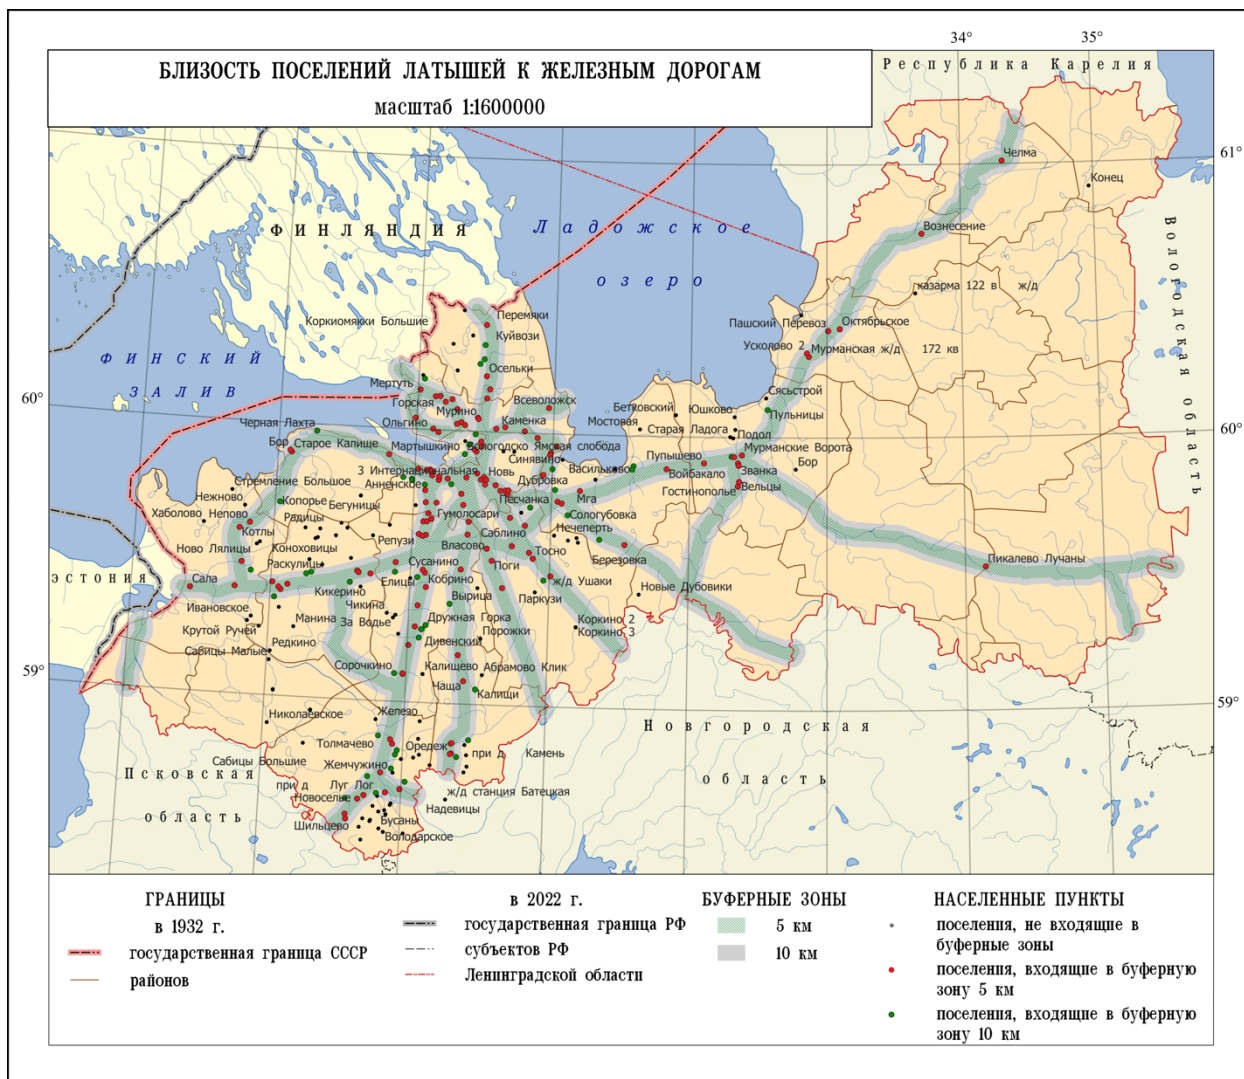 34°
35°
БЛИЗОСТЬ ПОСЕЛЕНИЙ ЛАТЫШЕЙ К ЖЕЛЕЗНЫМ ДОРОГАМ
масштаб 1:1600000
Республика Карелия
61°
Челма
Конец
Вологодская область
Вознесение
ФИНЛЯНДИЯ
Ладожское
озеро
казарма 122 в ж/д
Перемяки
Коркиомякки Большие
Куйвози
Пашский Перевоз
Октябрьское
Усколово 2
Мурманская ж/д 172 кв
ФИНСКИЙ
ЗАЛИВ
Осельки
Мертуть
Всеволожск
Сясьстрой
60°
Горская
Мурино
Бетковский
Юшково
Пульницы
60°
Черная Лахта
Ольгино
Каменка
Мостовая
Старая Ладога
Подол
Бор
Старое Калище
Мартышкино
Вологодско Ямская слобода
Мурманские Ворота
Синявино
Васильково
Пупышево
Войбакало
Званка
Бор
3 Интернациональная
Новь
Стремление Большое
Анненское
Дубровка
Гостинополье
Вельцы
Нежново
Копорье
Бегуницы
Песчанка
Мга
Хаболово
Непово
Радицы
Гумолосари
Сологубовка
Котлы
Репузи
Саблино
Нечеперть
Ново Лялицы
Коноховицы
Власово
Тосно
Березовка
Пикалево
Лучаны
Раскулицы
Сусанино
Поги
ЭСТОНИЯ
Сала
Елицы
Кобрино
ж/д Ушаки
Новые Дубовики
Кикерино
Вырица
Паркузи
Ивановское
Чикина
Манина
За Водье
Дружная Горка
Коркино 2
Крутой Ручей
Порожки
Коркино 3
Редкино
Дивенский
Сабицы Малые
59°
Сорочкино
Калищево
Абрамово Клик
Чаща
Калищи
59°
Николаевское
Железо
Новгородская
Толмачево
Оредеж
при д
Камень
Сабицы Большие
Жемчужино
область
Псковская
при д
Луг Лог
ж/д станция Батецкая
область
Новоселье
Надевицы
Шильцево
Бусаны
Володарское
ГРАНИЦЫ
в 1932 г.
государственная граница СССР
районов
в 2022 г.
государственная граница РФ
субъектов РФ
Ленинградской области
БУФЕРНЫЕ ЗОНЫ
5 км
10 км
НАСЕЛЕННЫЕ ПУНКТЫ
поселения, не входящие в
буферные зоны
поселения, входящие в буферную
зону 5 км
поселения, входящие в буферную
зону 10 км